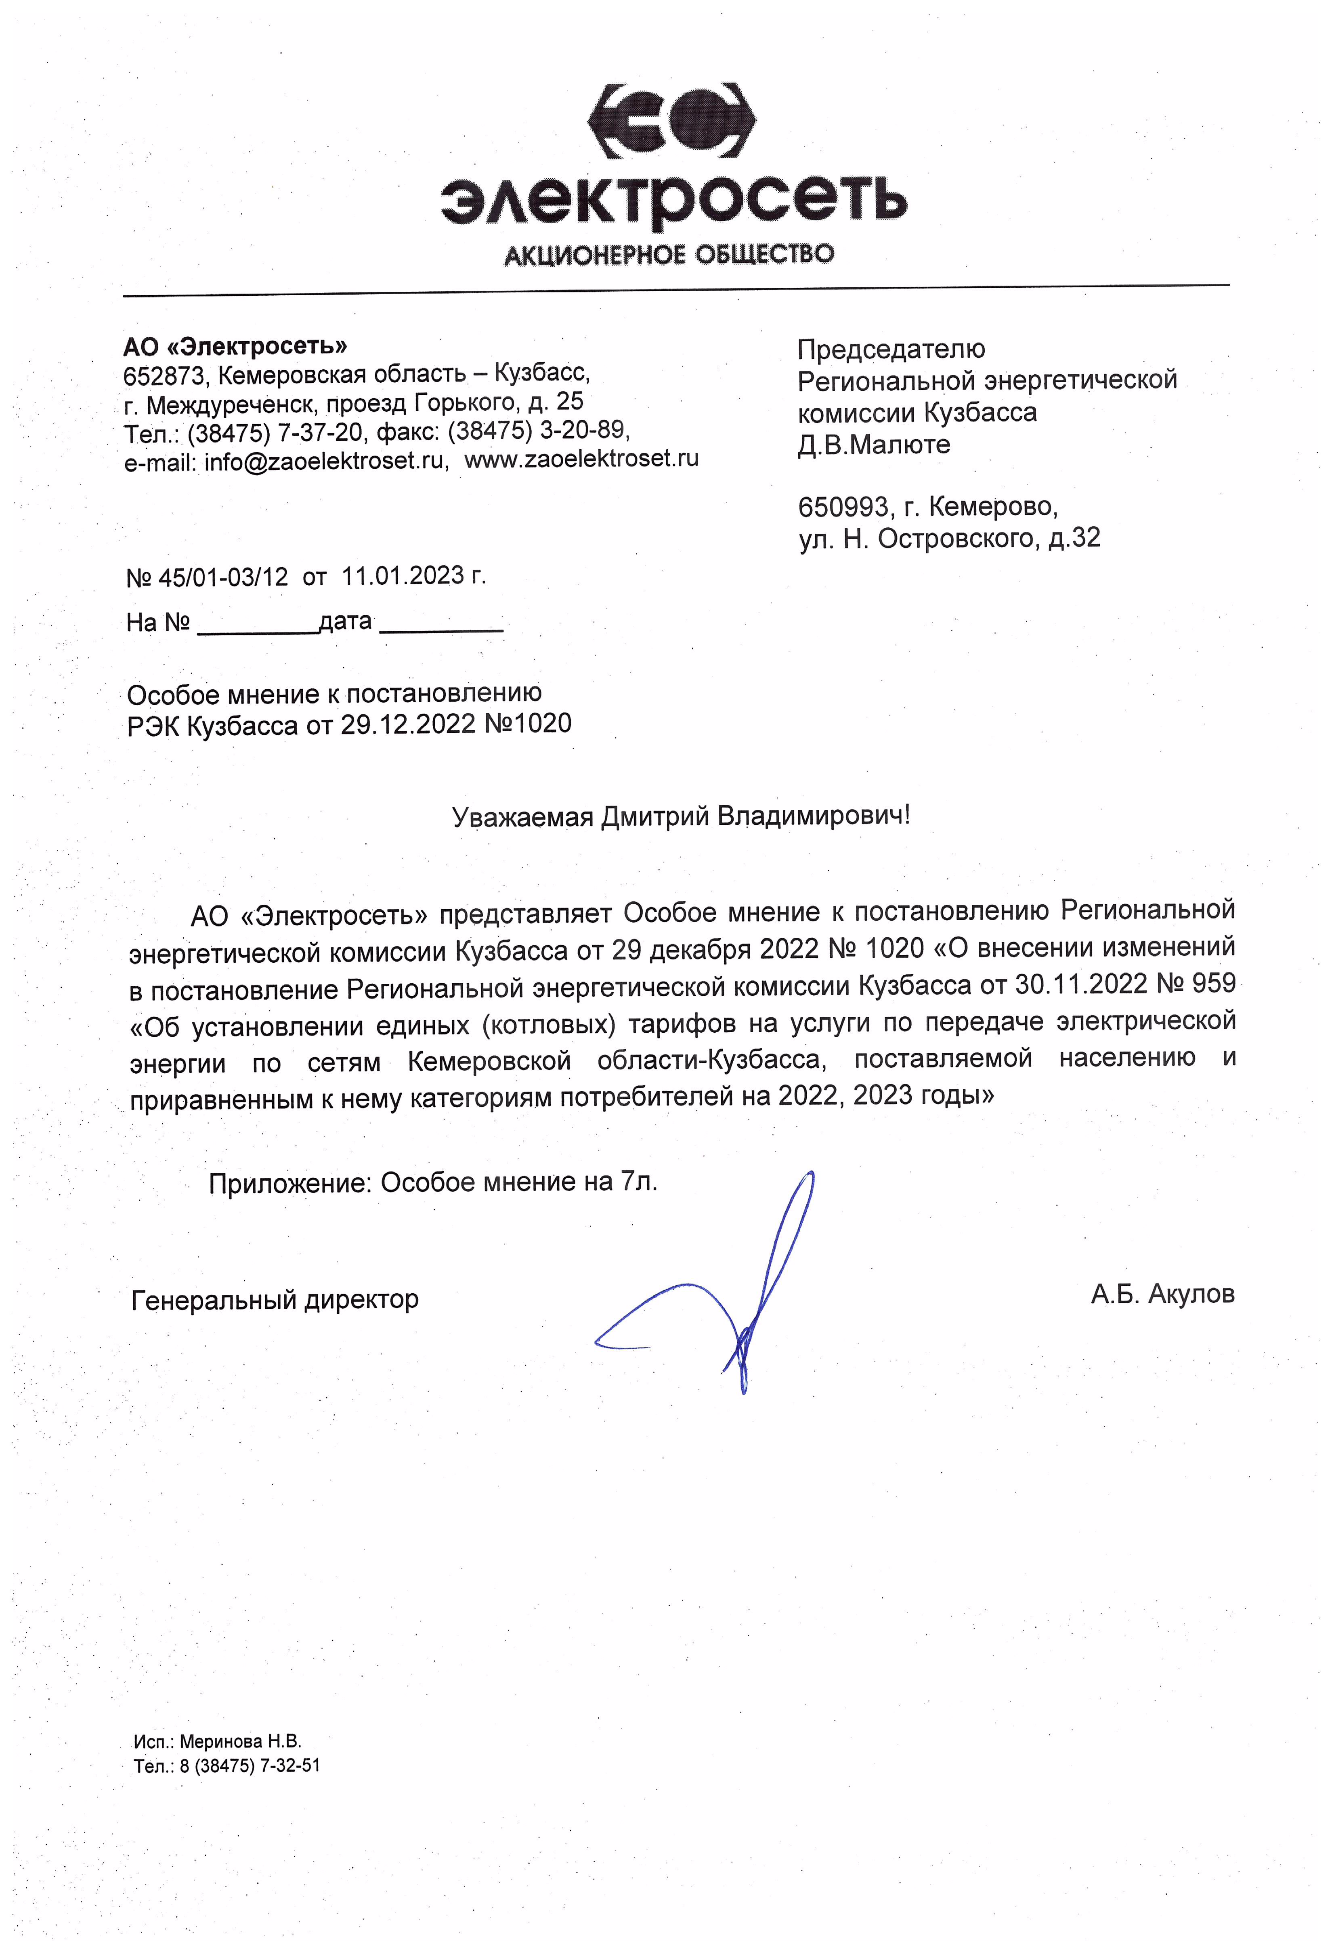 электросеть
АКЦИОНЕРНОЕ ОБЩЕСТВО
АО «Электросеть»
652873, Кемеровская область – Кузбасс,
г. Междуреченск, проезд Горького, д. 25
Тел.: (38475) 7-37-20, факс: (38475) 3-20-89,
e-mail: info@zaoelektroset.ru, www.zaoelektroset.ru
Председателю
Региональной энергетической
комиссии Кузбасса
Д.В.Малюте
650993, г. Кемерово,
ул. Н. Островского, д.32
№ 45/01-03/12 от 11.01.2023 г.
На № _________дата _________
Особое мнение к постановлению
РЭК Кузбасса от 29.12.2022 №1020
Уважаемая Дмитрий Владимирович!
АО «Электросеть» представляет Особое мнение к постановлению Региональной
энергетической комиссии Кузбасса от 29 декабря 2022 № 1020 «О внесении изменений
в постановление Региональной энергетической комиссии Кузбасса от 30.11.2022 № 959
«Об установлении единых (котловых) тарифов на услуги по передаче электрической
энергии по сетям Кемеровской области-Кузбасса, поставляемой населению и
приравненным к нему категориям потребителей на 2022, 2023 годы»
Приложение: Особое мнение на 7л.
Генеральный директор
А.Б. Акулов
Исп.: Меринова Н.В.
Тел.: 8 (38475) 7-32-51